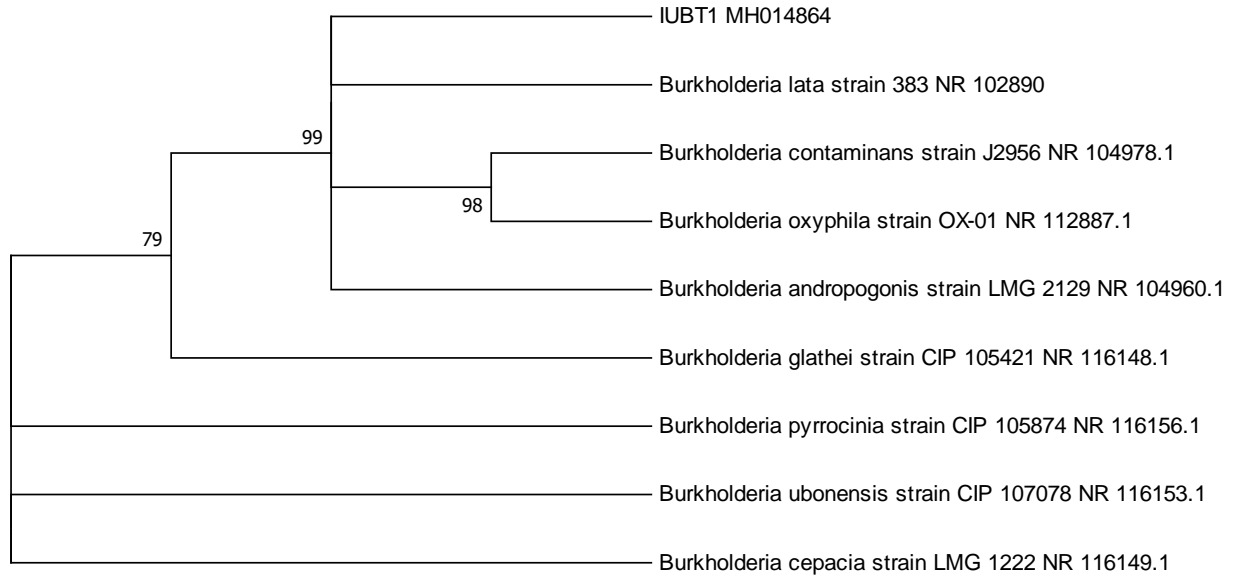 IUBT1 MH014864
Burkholderia lata strain 383 NR 102890
99
Burkholderia contaminans strain J2956 NR 104978.1
98
Burkholderia oxyphila strain OX-01 NR 112887.1
79
Burkholderia andropogonis strain LMG 2129 NR 104960.1
Burkholderia glathei strain CIP 105421 NR 116148.1
Burkholderia pyrrocinia strain CIP 105874 NR 116156.1
Burkholderia ubonensis strain CIP 107078 NR 116153.1
Burkholderia cepacia strain LMG 1222 NR 116149.1